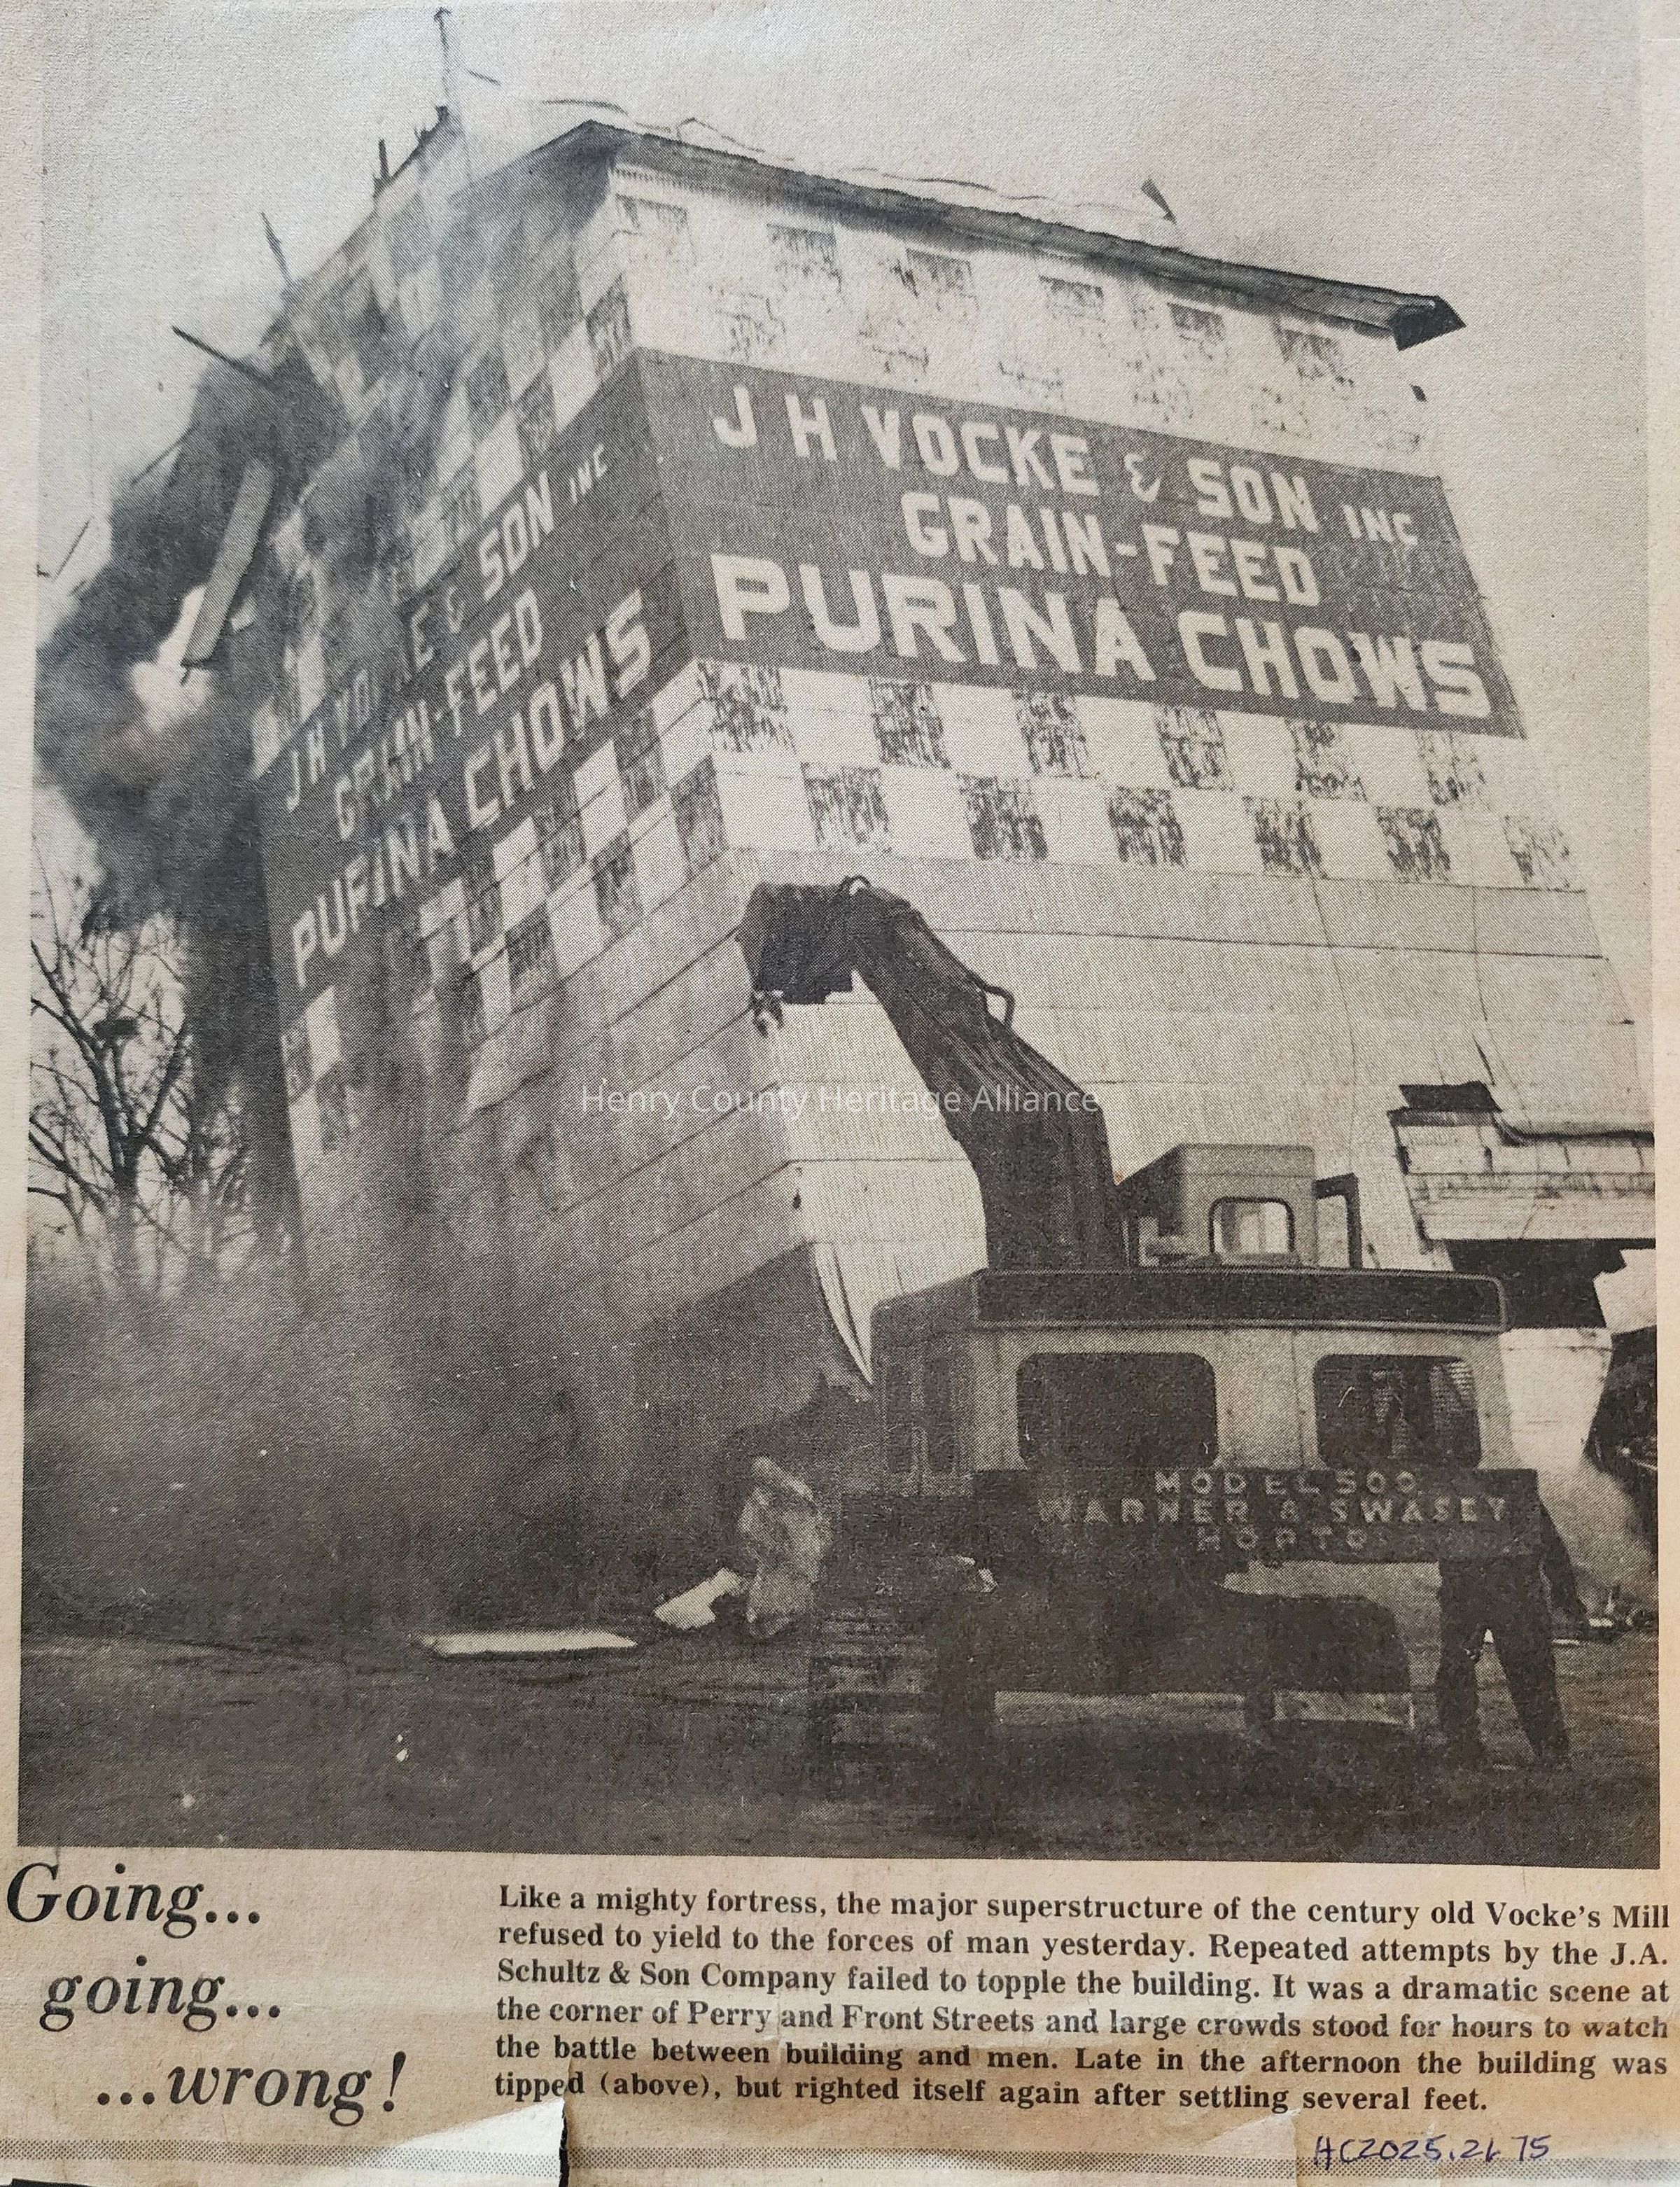 J H VOCKE & SON INC
GRAIN-FEED
PURINA CHOWS
J H VO E & SON INC
GRAIN-FEED
PURINA CHOWS
Henry County Heritage Alliance
MODEL 500
WARNER & SWASEY
Going...
going...
...wrong!
Like a mighty fortress, the major superstructure of the century old Vocke's Mill
refused to yield to the forces of man yesterday. Repeated attempts by the J.A.
Schultz & Son Company failed to topple the building. It was a dramatic scene at
the corner of Perry and Front Streets and large crowds stood for hours to watch
the battle between building and men. Late in the afternoon the building was
tipped (above), but righted itself again after settling several feet.
HC2025.26 75